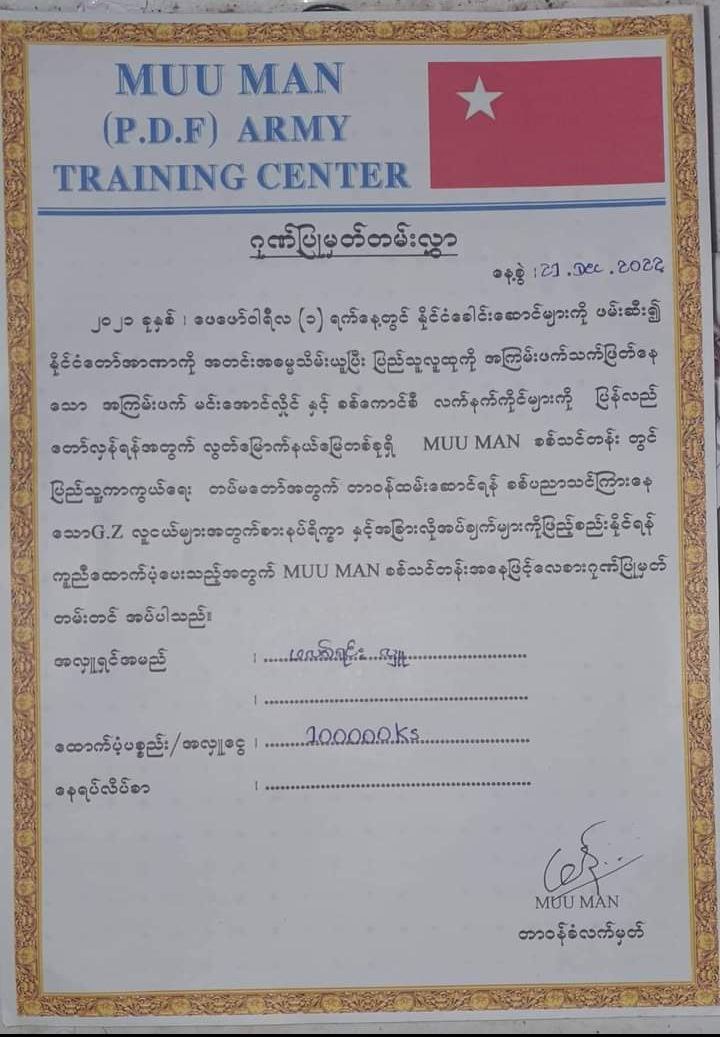 MUU MAN
(P.D.F) ARMY
TRAINING CENTER
ဂုဏ်ပြုမှတ်တမ်းလွှာ
နေ့စွဲ ၊ 21 . Dec . 2022
၂၀၂၁ ခုနှစ် ၊ ဖေဖော်ဝါရီလ (၁) ရက်နေ့တွင် နိုင်ငံခေါင်းဆောင်များကို ဖမ်းဆီး၍
နိုင်ငံတော်အာဏာကို အတင်းအဓမ္မသိမ်းယူပြီး ပြည်သူလူထုကို အကြမ်းဖက်သက်ဖြတ်နေ
သော အကြမ်းဖက် မင်းအောင်လှိုင် နှင့် စစ်ကောင်စီ လက်နက်ကိုင်များကို ပြန်လည်
တော်လှန်ရန်အတွက် လွတ်မြောက်နယ်မြေတစ်ခုရှိ MUU MAN စစ်သင်တန်း တွင်
ပြည်သူ့ကာကွယ်ရေး တပ်မတော်အတွက် တာဝန်ထမ်းဆောင်ရန် စစ်ပညာသင်ကြားနေ
သောG.Z လူငယ်များအတွက်စားနပ်ရိက္ခာ နှင့်အခြားလိုအပ်ချက်များကိုဖြည့်စည်းနိုင်ရန်
ကူညီထောက်ပံ့ပေးသည့်အတွက် MUU MAN စစ်သင်တန်းအနေဖြင့်လေးစားဂုဏ်ပြုမှတ်
တမ်းတင် အပ်ပါသည်။
အလှူရှင်အမည် ၊
၊
ထောက်ပံ့ပစ္စည်း/အလှူငွေ ၊ 100000Ks
နေရပ်လိပ်စာ ၊
MUU MAN
တာဝန်ခံလက်မှတ်